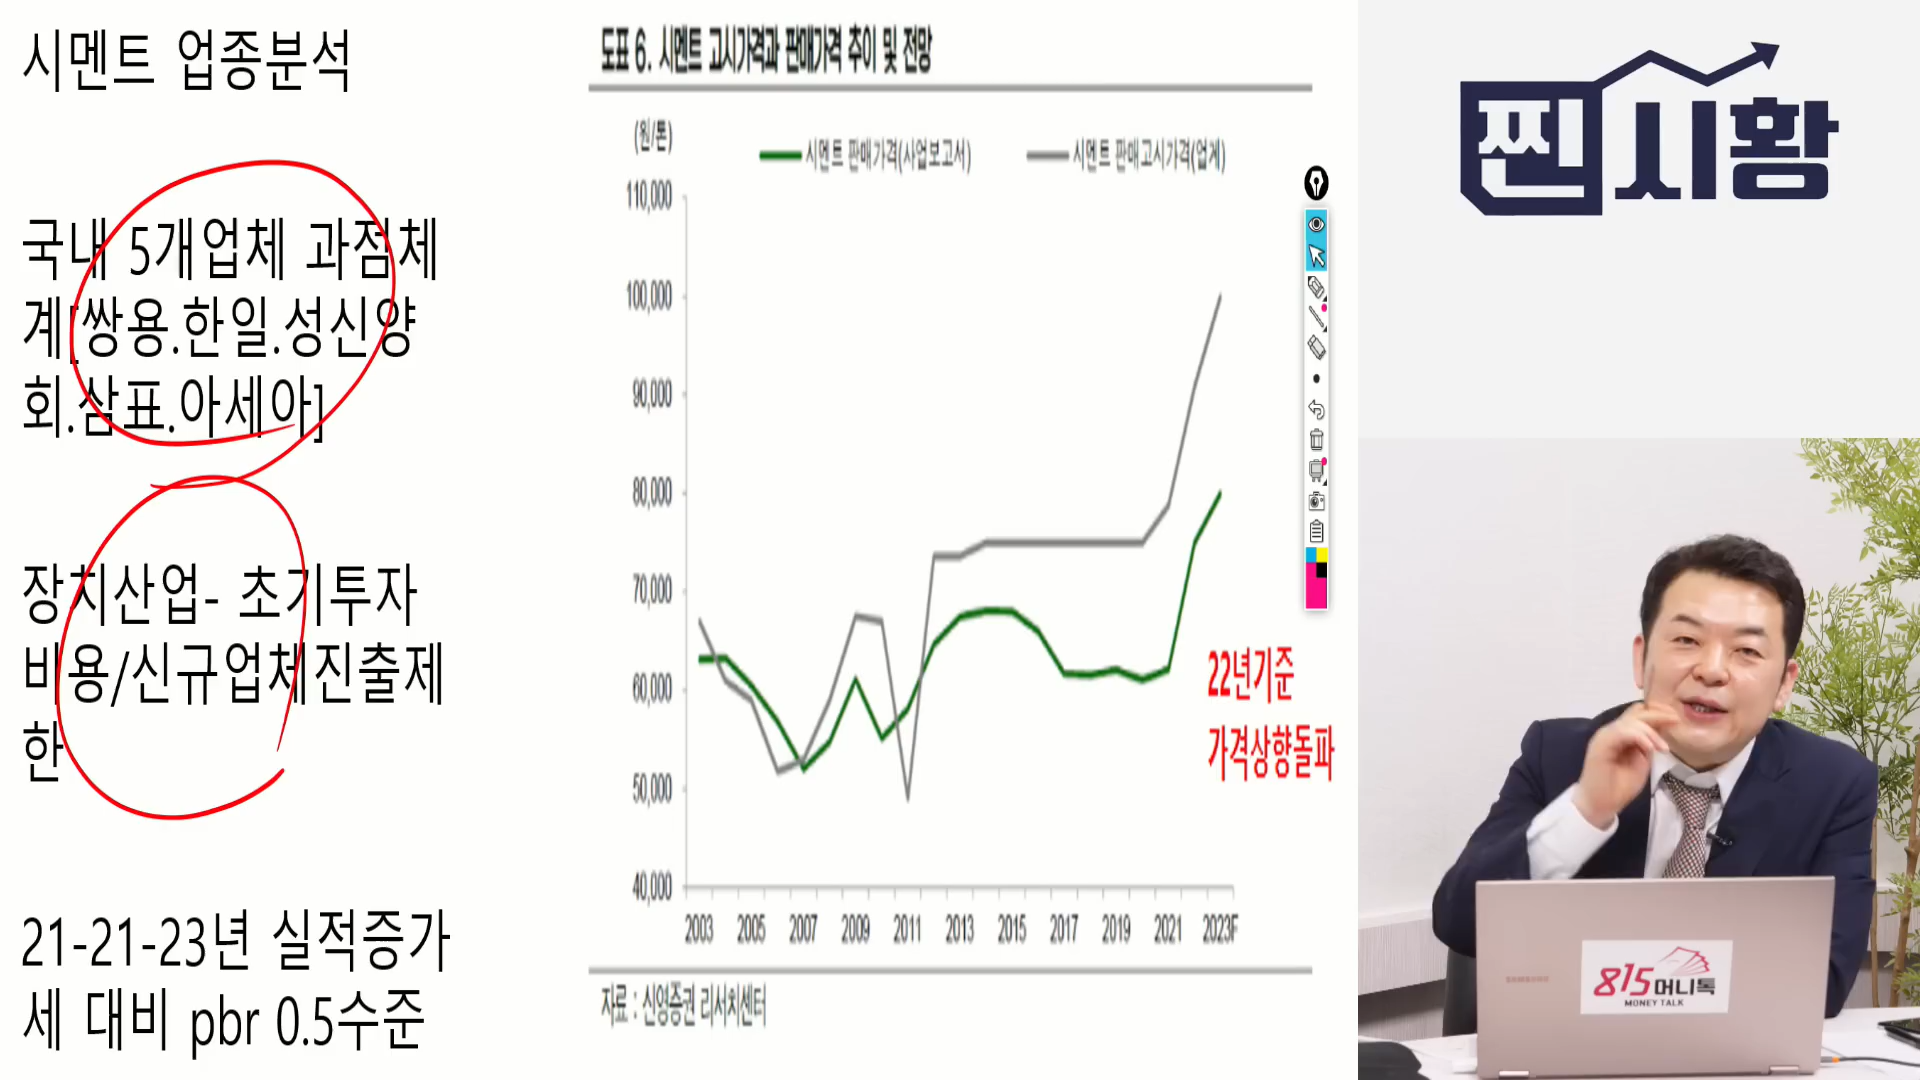 시멘트 업종분석
국내 5개업체 과점체
계[쌍용.한일.성신양
회.삼표.아세아]
장치산업- 초기투자
비용/신규업체진출제
한
21-21-23년 실적증가
세 대비 pbr 0.5수준
도표 6. 시멘트 고시가격과 판매가격 추이 및 전망
(원/톤)
시멘트 판매가격(사업보고서)
시멘트 판매고시가격(업계)
110,000
100,000
90,000
80,000
70,000
60,000
50,000
40,000
2003 2005 2007 2009 2011 2013 2015 2017 2019 2021 2023F
22년기준
가격상향돌파
자료 : 신영증권 리서치센터
찐시황
815머니톡
MONEY TALK
SAMSUNG